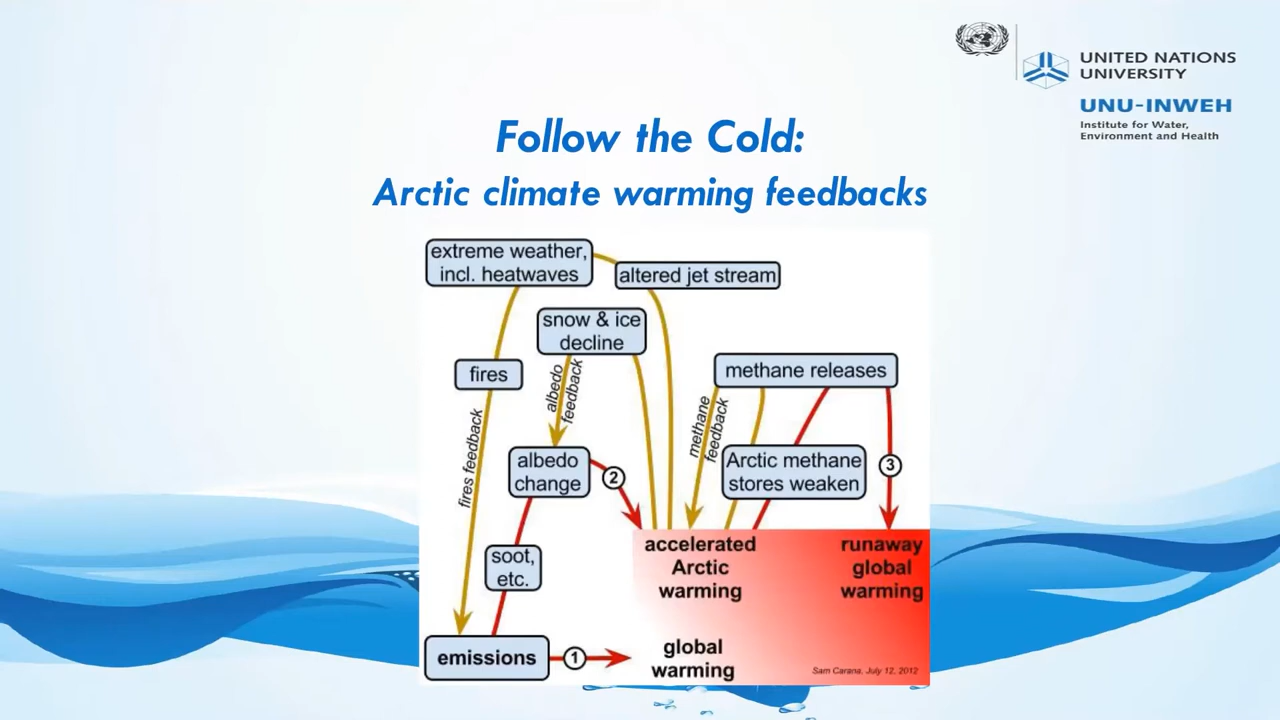 UNITED NATIONS
UNIVERSITY
UNU-INWEH
Institute for Water,
Environment and Health
Follow the Cold:
Arctic climate warming feedbacks
extreme weather,
incl. heatwaves
altered jet stream
snow & ice
decline
fires
methane releases
albedo
feedback
methane
feedback
fires feedback
albedo
change
2
Arctic methane
stores weaken
3
soot,
etc.
accelerated
Arctic
warming
runaway
global
warming
emissions
1
global
warming
Sam Carana, July 12, 2012